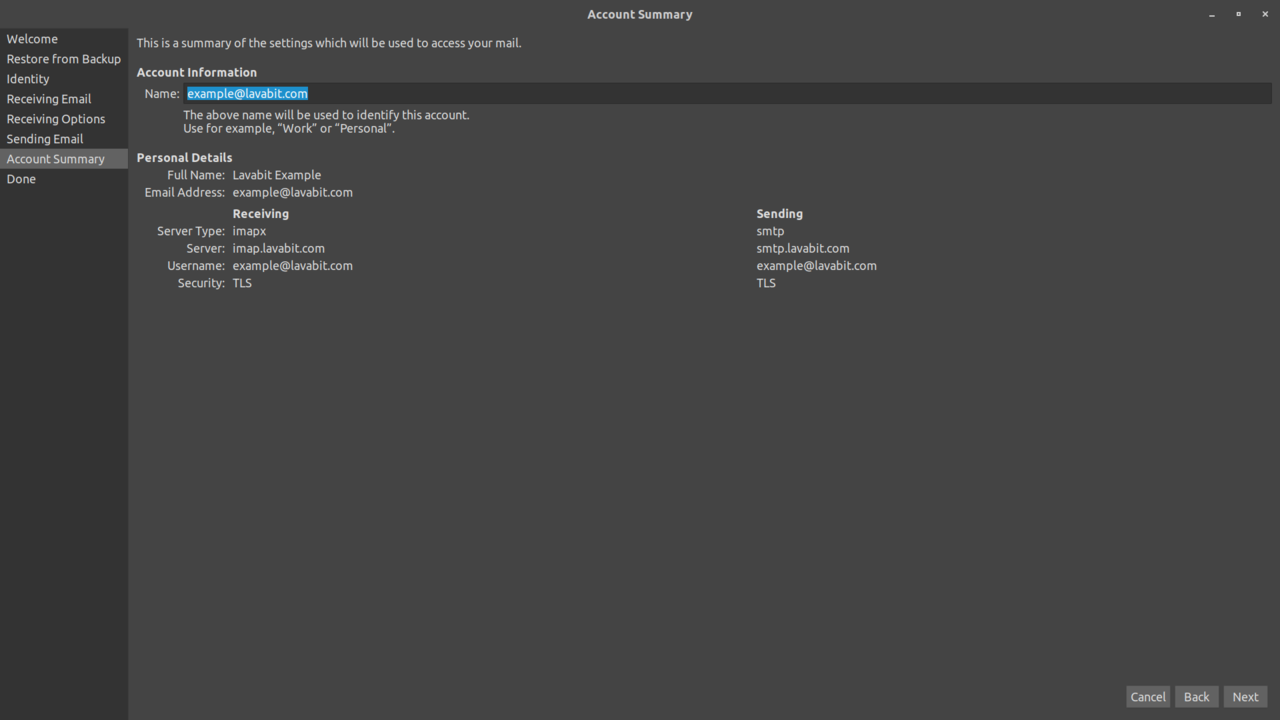 Account Summary
Welcome
Restore from Backup
Identity
Receiving Email
Receiving Options
Sending Email
Account Summary
Done
This is a summary of the settings which will be used to access your mail.
Account Information
Name: example@lavabit.com
The above name will be used to identify this account.
Use for example, “Work” or “Personal”.
Personal Details
Full Name: Lavabit Example
Email Address: example@lavabit.com
Receiving Sending
Server Type: imapx smtp
Server: imap.lavabit.com smtp.lavabit.com
Username: example@lavabit.com example@lavabit.com
Security: TLS TLS
Cancel Back Next